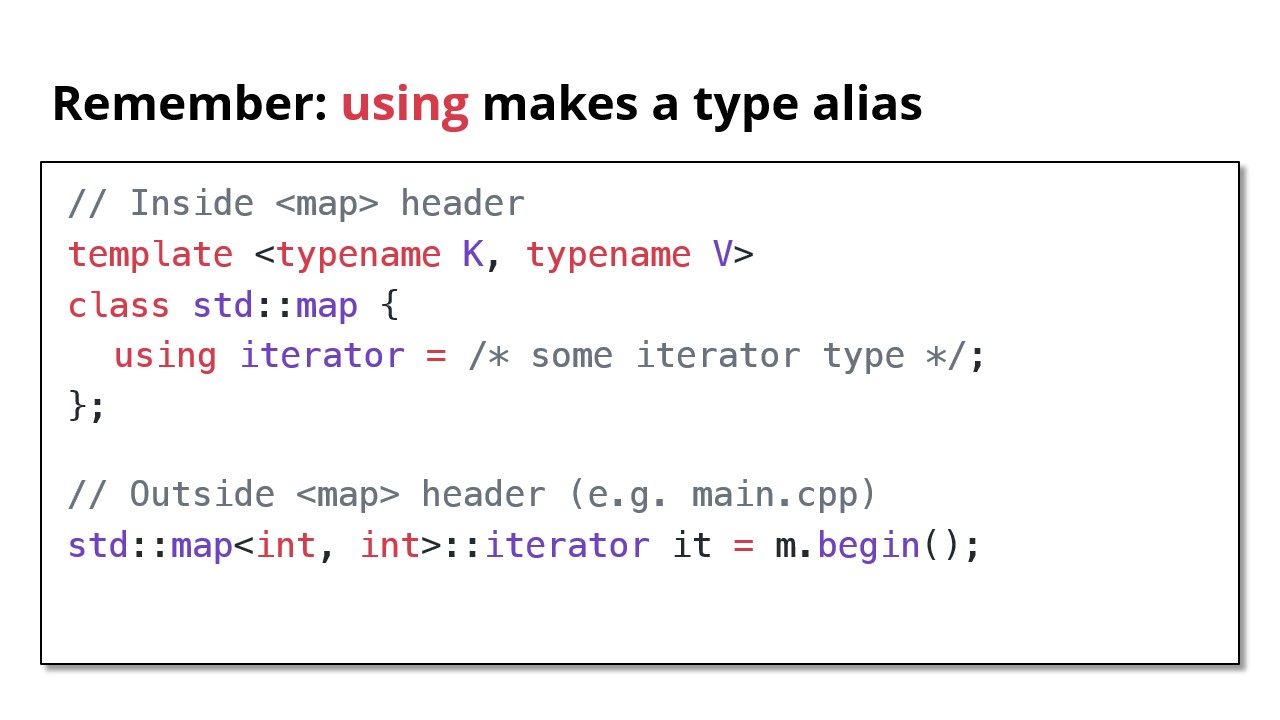 Remember: using makes a type alias
// Inside <map> header
template <typename K, typename V>
class std::map {
using iterator = /* some iterator type */;
};
// Outside <map> header (e.g. main.cpp)
std::map<int, int>::iterator it = m.begin();